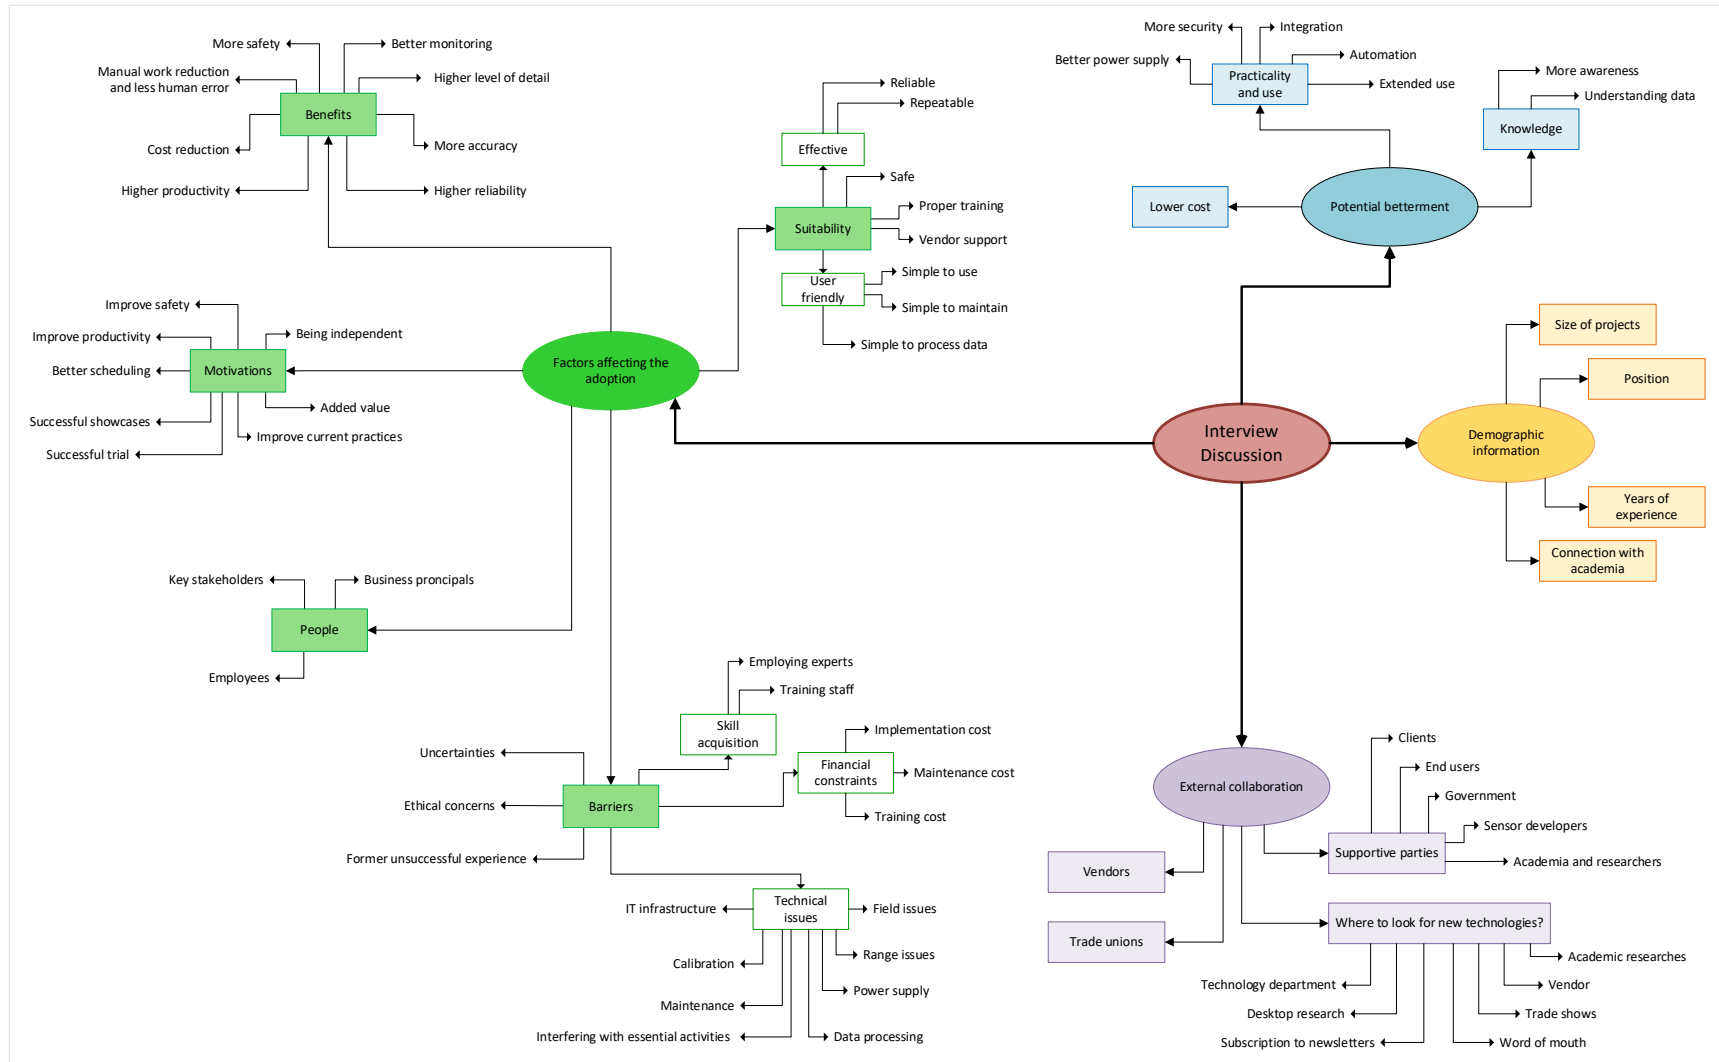 More safety
Better monitoring
Manual work reduction
and less human error
Higher level of detail
Benefits
Cost reduction
More accuracy
Higher productivity
Higher reliability
Reliable
Repeatable
Effective
Safe
Proper training
Suitability
Vendor support
User
friendly
Simple to use
Simple to maintain
Simple to process data
More security
Integration
Better power supply
Automation
Practicality
and use
Extended use
More awareness
Understanding data
Knowledge
Lower cost
Potential betterment
Improve safety
Improve productivity
Being independent
Better scheduling
Motivations
Added value
Successful showcases
Improve current practices
Successful trial
Factors affecting the
adoption
Interview
Discussion
Size of projects
Position
Demographic
information
Years of
experience
Connection with
academia
Key stakeholders
Business proncipals
People
Employees
Employing experts
Training staff
Skill
acquisition
Uncertainties
Implementation cost
Financial
constraints
Maintenance cost
Ethical concerns
Barriers
Training cost
Former unsuccessful experience
Technical
issues
IT infrastructure
Field issues
Calibration
Range issues
Maintenance
Power supply
Interfering with essential activities
Data processing
External collaboration
Clients
End users
Government
Sensor developers
Supportive parties
Academia and researchers
Vendors
Trade unions
Where to look for new technologies?
Academic researches
Technology department
Vendor
Desktop research
Trade shows
Subscription to newsletters
Word of mouth